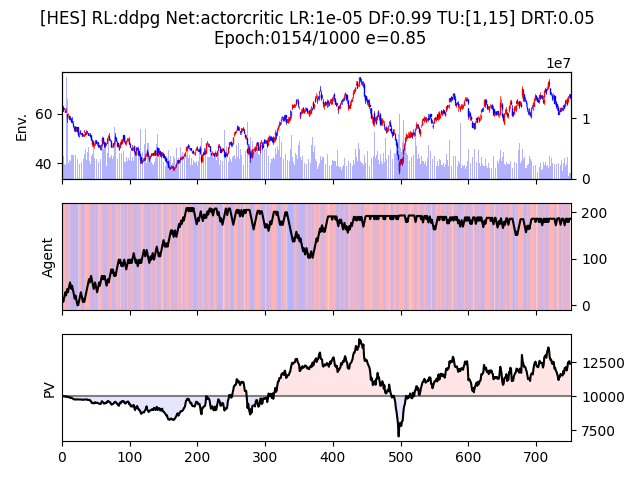 [HES] RL:ddpg Net:actorcritic LR:1e-05 DF:0.99 TU:[1,15] DRT:0.05
Epoch:0154/1000 e=0.85
1e7
Env.
60
40
1
0
Agent
200
100
0
PV
12500
10000
7500
0 100 200 300 400 500 600 700